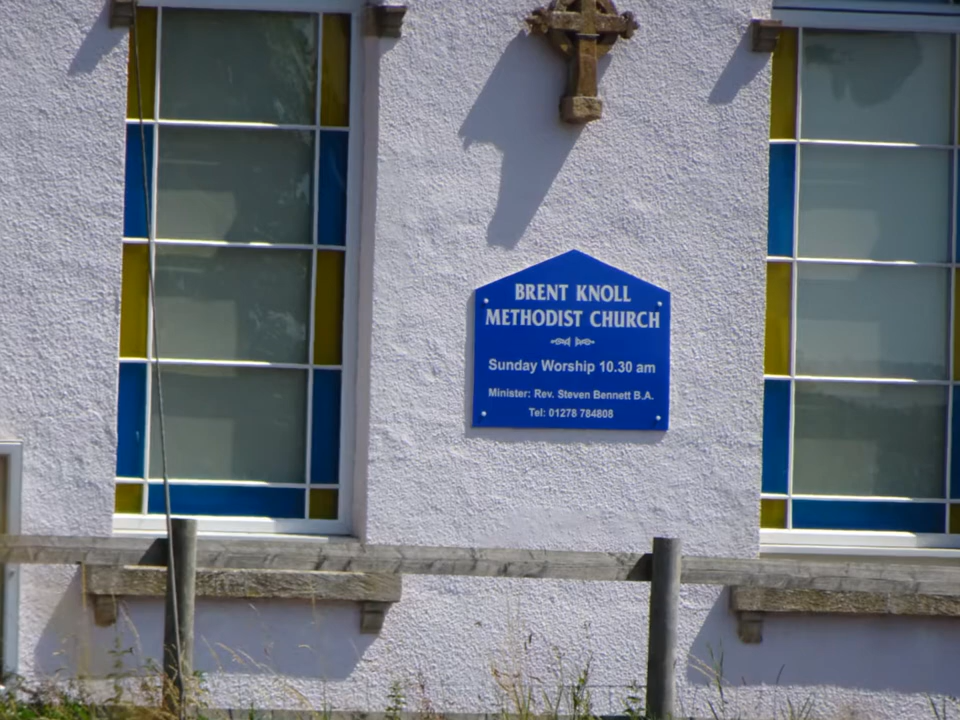 BRENT KNOLL
METHODIST CHURCH
Sunday Worship 10.30 am
Minister: Rev. Steven Bennett B.A.
Tel: 01278 784808